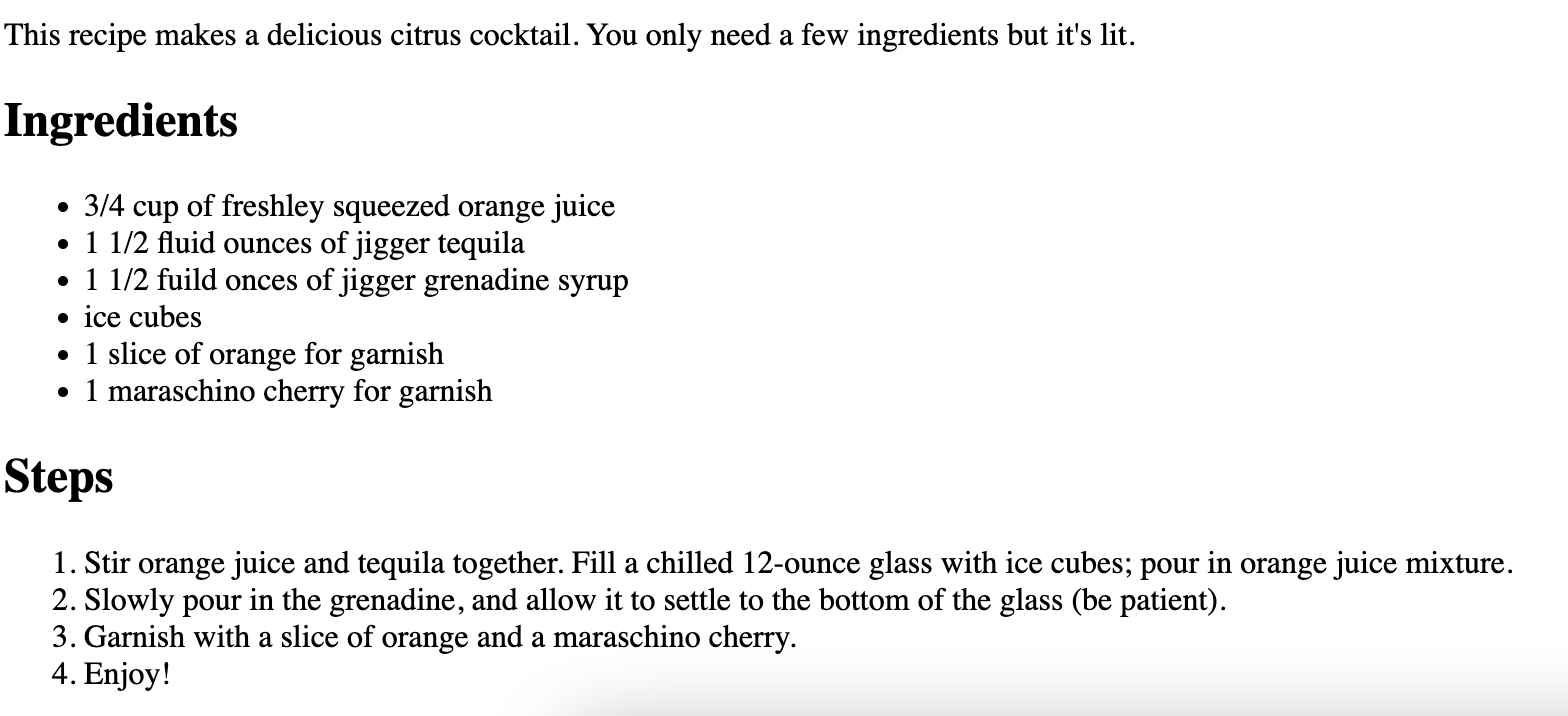 This recipe makes a delicious citrus cocktail. You only need a few ingredients but it's lit.
Ingredients
• 3/4 cup of freshley squeezed orange juice
• 1 1/2 fluid ounces of jigger tequila
• 1 1/2 fuild onces of jigger grenadine syrup
• ice cubes
• 1 slice of orange for garnish
• 1 maraschino cherry for garnish
Steps
1. Stir orange juice and tequila together. Fill a chilled 12-ounce glass with ice cubes; pour in orange juice mixture.
2. Slowly pour in the grenadine, and allow it to settle to the bottom of the glass (be patient).
3. Garnish with a slice of orange and a maraschino cherry.
4. Enjoy!